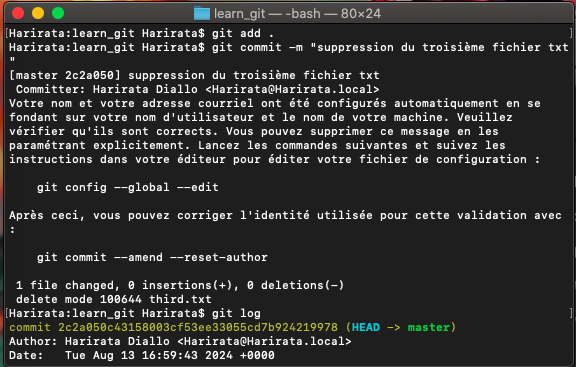 learn_git — -bash — 80×24
[Harirata:learn_git Harirata$ git add .]
[Harirata:learn_git Harirata$ git commit -m "suppression du troisième fichier txt]
"
[master 2c2a050] suppression du troisième fichier txt
 Committer: Harirata Diallo <Harirata@Harirata.local>
Votre nom et votre adresse courriel ont été configurés automatiquement en se
fondant sur votre nom d'utilisateur et le nom de votre machine. Veuillez
vérifier qu'ils sont corrects. Vous pouvez supprimer ce message en les
paramétrant explicitement. Lancez les commandes suivantes et suivez les
instructions dans votre éditeur pour éditer votre fichier de configuration :
    git config --global --edit
Après ceci, vous pouvez corriger l'identité utilisée pour cette validation avec
:
    git commit --amend --reset-author
 1 file changed, 0 insertions(+), 0 deletions(-)
 delete mode 100644 third.txt
[Harirata:learn_git Harirata$ git log]
commit 2c2a050c43158003cf53ee33055cd7b924219978 (HEAD -> master)
Author: Harirata Diallo <Harirata@Harirata.local>
Date:   Tue Aug 13 16:59:43 2024 +0000